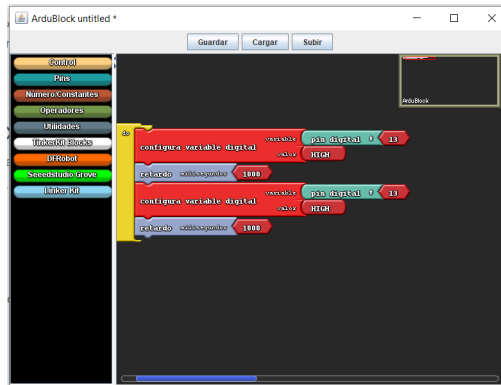 ArduBlock untitled *
Guardar Cargar Subir
Control
Pins
Numero/Constantes
Operadores
Utilidades
TinkerKit Blocks
DFRobot
Seeedstudio Grove
Linker Kit
ArduBlock
do
configura variable digital variable pin digital # 13
valor HIGH
retardo milisegundos 1000
configura variable digital variable pin digital # 13
valor HIGH
retardo milisegundos 1000